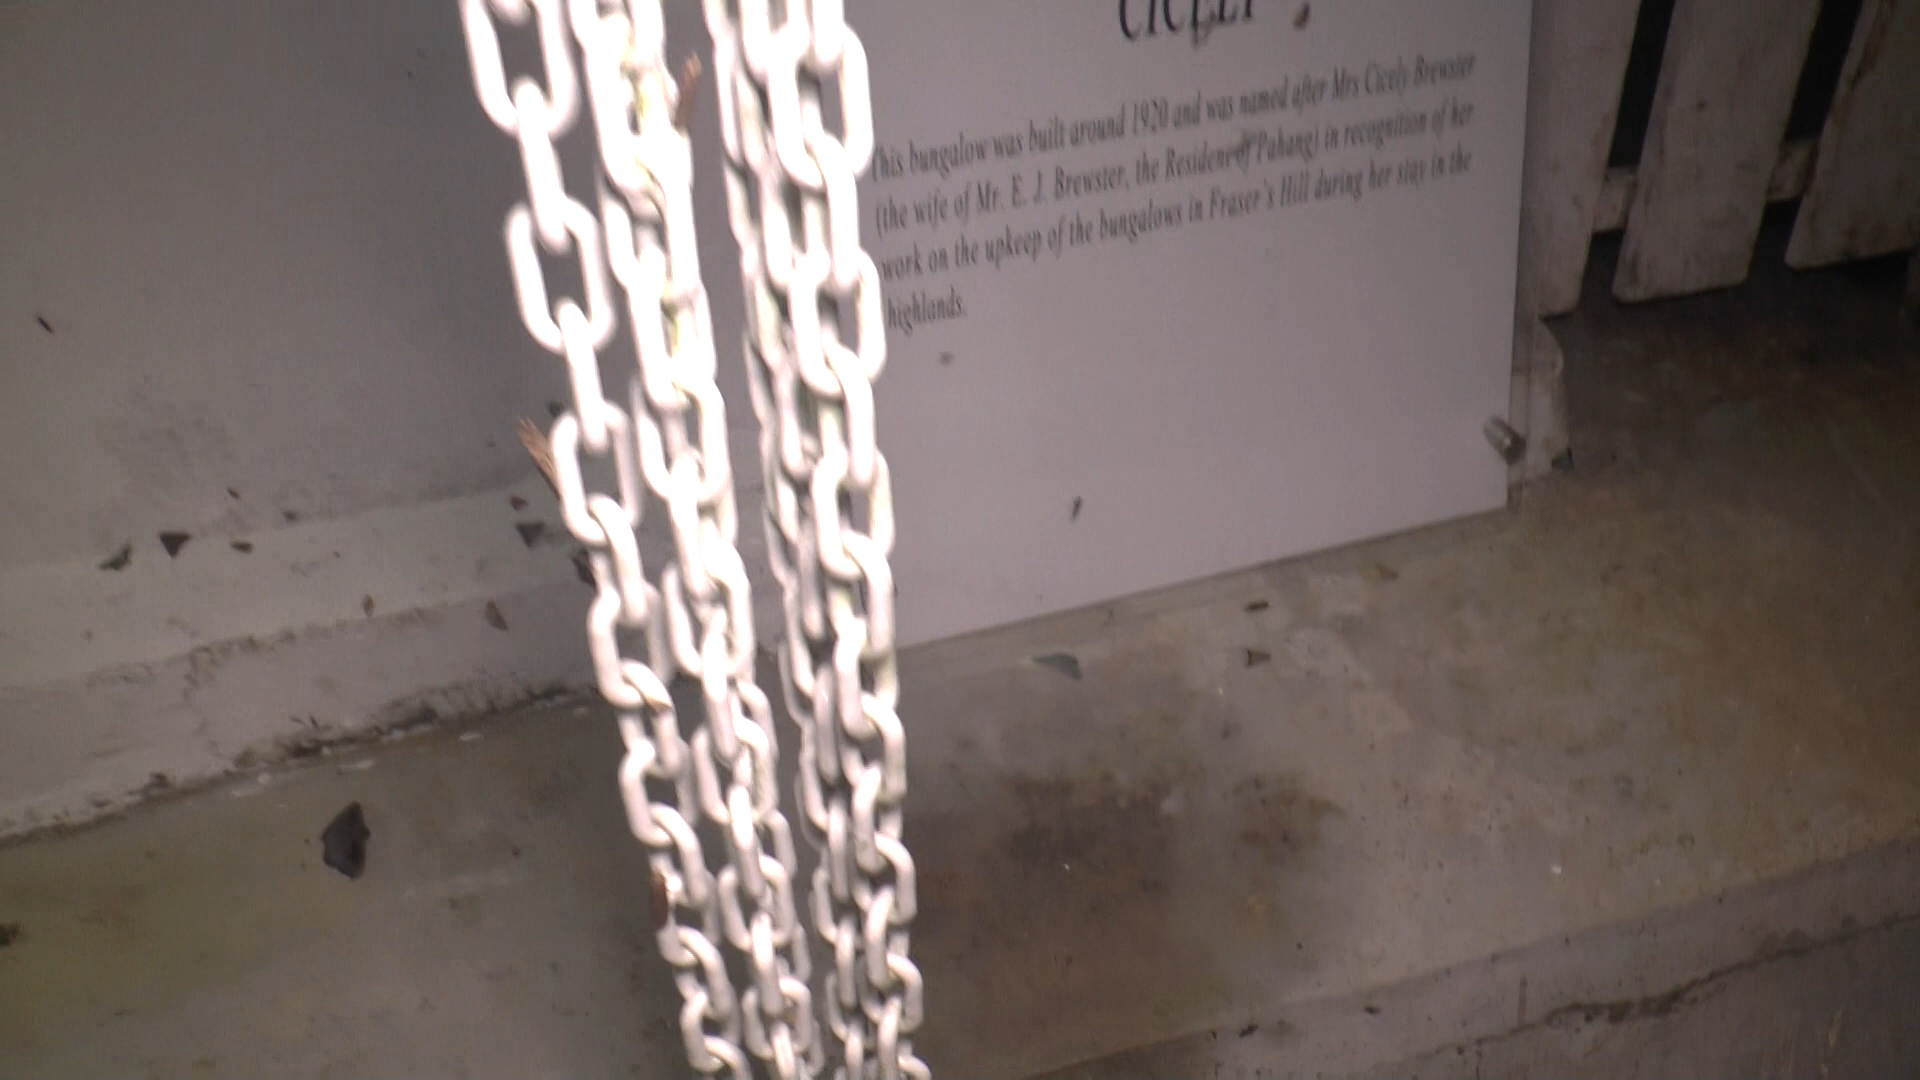 CICELY
This bungalow was built around 1920 and was named after Mrs Cicely Brewster
(the wife of Mr. E. J. Brewster, the Resident of Pahang) in recognition of her
work on the upkeep of the bungalows in Fraser's Hill during her stay in the
highlands.